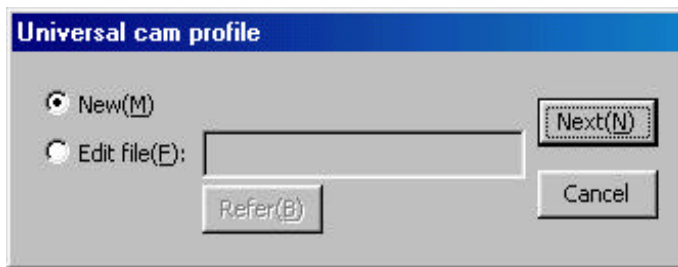 Universal cam profile
New(M)
Next(N)
Edit file(F):
Refer(B)
Cancel